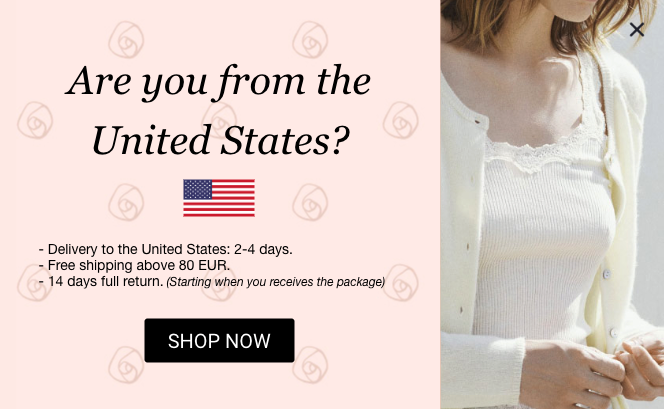 Are you from the
United States?
- Delivery to the United States: 2-4 days.
- Free shipping above 80 EUR.
- 14 days full return. (Starting when you receives the package)
SHOP NOW